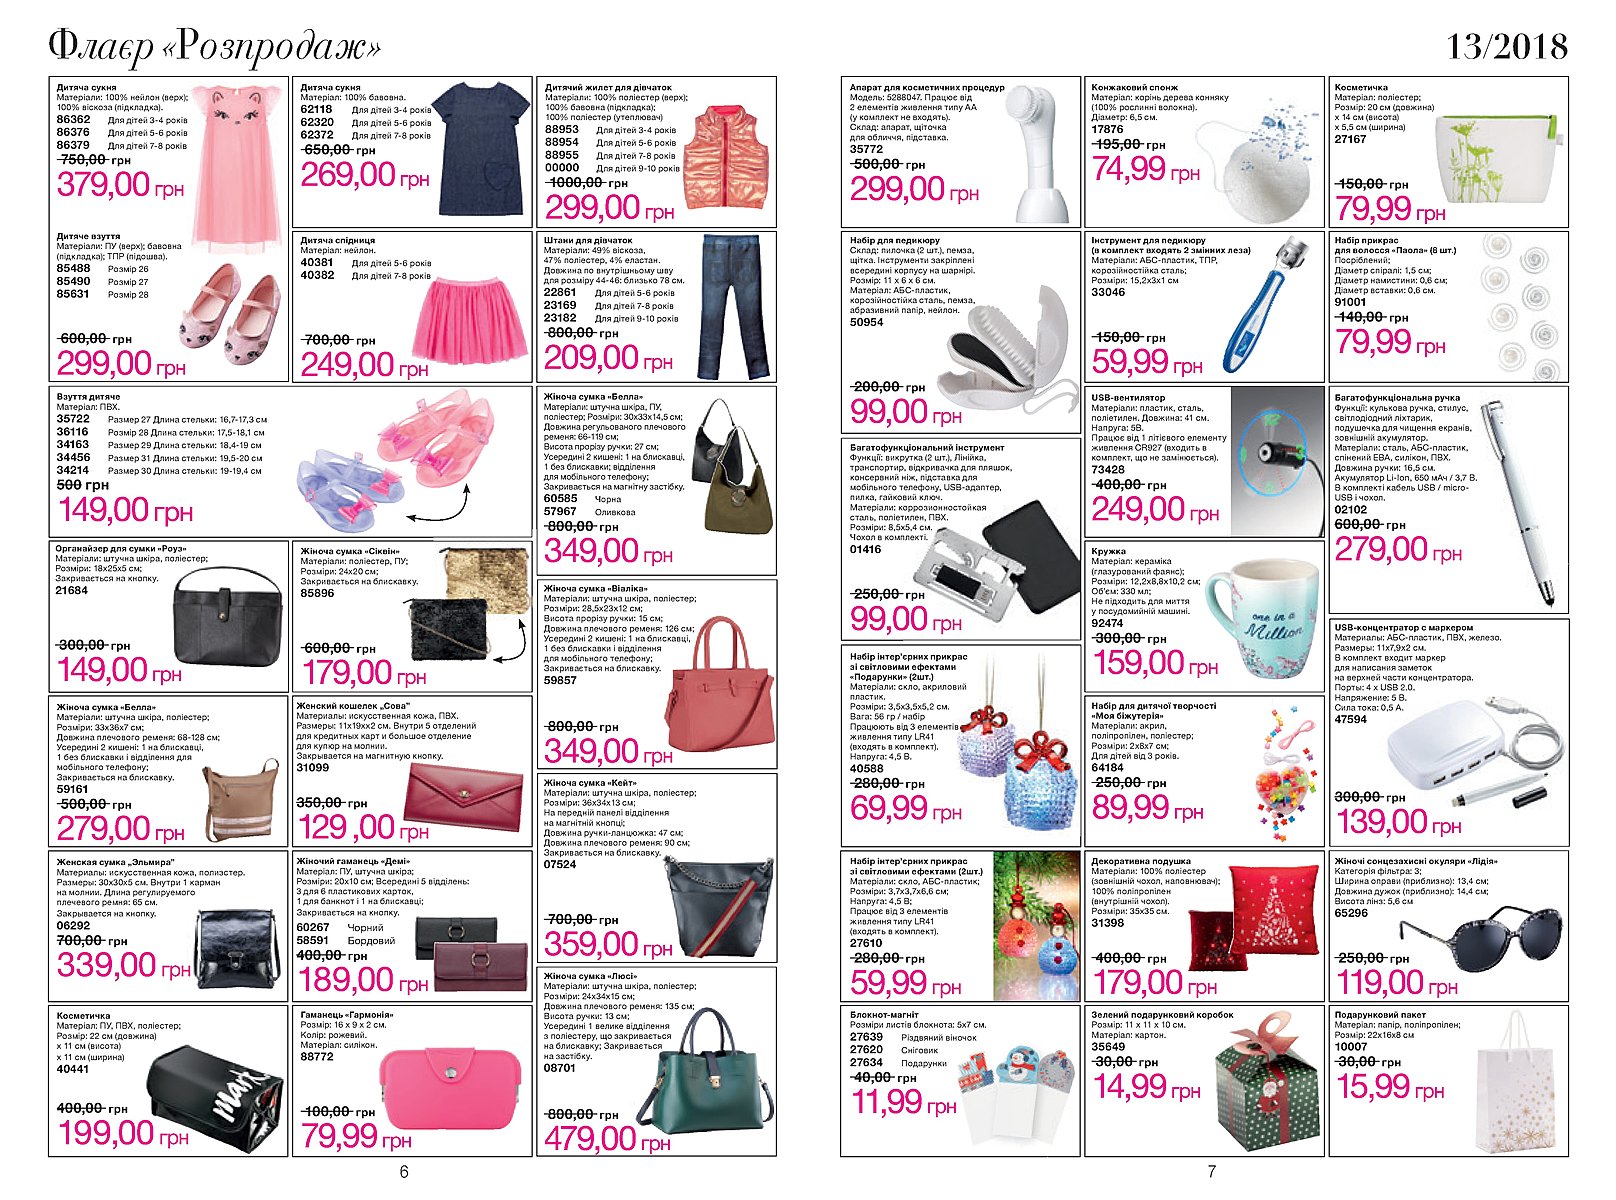 Флаєр «Розпродаж»
13/2018
Дитяча сукня
Матеріали: 100% нейлон (верх);
100% віскоза (підкладка).
86362 Для дітей 3-4 років
86376 Для дітей 5-6 років
86379 Для дітей 7-8 років
750,00 грн
379,00 грн
Дитяче взуття
Матеріали: ПУ (верх); бавовна
(підкладка); ТПР (підошва).
85488 Розмір 26
85490 Розмір 27
85631 Розмір 28
600,00 грн
299,00 грн
Дитяча сукня
Матеріал: 100% бавовна.
62118 Для дітей 3-4 років
62320 Для дітей 5-6 років
62372 Для дітей 7-8 років
650,00 грн
269,00 грн
Дитячий жилет для дівчаток
Матеріали: 100% поліестер (верх);
100% бавовна (підкладка);
100% поліестер (утеплювач)
88953 Для дітей 3-4 років
88954 Для дітей 5-6 років
88955 Для дітей 7-8 років
00000 Для дітей 9-10 років
1000,00 грн
299,00 грн
Дитяча спідниця
Матеріал: нейлон.
40381 Для дітей 5-6 років
40382 Для дітей 7-8 років
700,00 грн
249,00 грн
Штани для дівчаток
Матеріали: 49% віскоза,
47% поліестер, 4% еластан.
Довжина по внутрішньому шву
для розміру 44-46: близько 78 см.
22861 Для дітей 5-6 років
23169 Для дітей 7-8 років
23182 Для дітей 9-10 років
800,00 грн
209,00 грн
Взуття дитяче
Матеріал: ПВХ.
35722 Размер 27 Длина стельки: 16,7-17,3 см
36116 Розмір 28 Длина стельки: 17,5-18,1 см
34163 Размер 29 Длина стельки: 18,4-19 см
34456 Размер 31 Длина стельки: 19,5-20 см
34214 Размер 30 Длина стельки: 19-19,4 см
500 грн
149,00 грн
Жіноча сумка «Белла»
Матеріали: штучна шкіра, ПУ,
поліестер; Розміри: 30х33х14,5 см;
Довжина регульованого плечового
ременя: 66-119 см;
Висота прорізу ручки: 27 см;
Усередині 2 кишені: 1 на блискавці,
1 без блискавки; відділення
для мобільного телефону;
Закривається на магнітну застібку.
60585 Чорна
57967 Оливкова
800,00 грн
349,00 грн
Органайзер для сумки «Роуз»
Матеріали: штучна шкіра, поліестер;
Розміри: 18х25х5 см;
Закривається на кнопку.
21684
300,00 грн
149,00 грн
Жіноча сумка «Сіквін»
Матеріали: поліестер, ПУ;
Розміри: 24х20 см;
Закривається на блискавку.
85896
600,00 грн
179,00 грн
Жіноча сумка «Віаліка»
Матеріали: штучна шкіра, поліестер;
Розміри: 28,5х23х12 см;
Висота прорізу ручки: 15 см;
Довжина плечового ременя: 126 см;
Усередині 2 кишені: 1 на блискавці,
1 без блискавки і відділення
для мобільного телефону;
Закривається на блискавку.
59857
800,00 грн
349,00 грн
Жіноча сумка «Белла»
Матеріали: штучна шкіра, поліестер;
Розміри: 33х36х7 см;
Довжина плечового ременя: 68-128 см;
Усередині 2 кишені: 1 на блискавці,
1 без блискавки і відділення для
мобільного телефону;
Закривається на блискавку.
59161
500,00 грн
279,00 грн
Женский кошелек „Сова"
Материалы: искусственная кожа, ПВХ.
Размеры: 11х19хх2 см. Внутри 5 отделений
для кредитных карт и большое отделение
для купюр на молнии.
Закрывается на магнитную кнопку.
31099
350,00 грн
129 ,00 грн
Жіноча сумка «Кейт»
Матеріали: штучна шкіра, поліестер;
Розміри: 36х34х13 см;
На передній панелі відділення
на магнітній кнопці;
Довжина ручки-ланцюжка: 47 см;
Довжина плечового ременя: 90 см;
Закривається на блискавку.
07524
700,00 грн
359,00 грн
Женская сумка „Эльмира"
Материалы: искусственная кожа, полиэстер.
Размеры: 30х30х5 см. Внутри 1 карман
на молнии. Длина регулируемого
плечевого ремня: 65 см.
Закрывается на кнопку.
06292
700,00 грн
339,00 грн
Жіночий гаманець «Демі»
Матеріал: ПУ, штучна шкіра;
Розміри: 20х10 см; Всередині 5 відділень:
3 для 6 пластикових карток,
1 для банкнот і 1 на блискавці;
Закривається на кнопку.
60267 Чорний
58591 Бордовий
400,00 грн
189,00 грн
Жіноча сумка «Люсі»
Матеріали: штучна шкіра, поліестер;
Розміри: 24х34х15 см;
Довжина плечового ременя: 135 см;
Висота ручки: 13 см;
Усередині 1 велике відділення
з поліестеру, що закривається
на блискавку; Закривається
на застібку.
08701
800,00 грн
479,00 грн
Косметичка
Матеріал: ПУ, ПВХ, поліестер;
Розмір: 22 см (довжина)
х 11 см (висота)
х 11 см (ширина)
40441
mark.
400,00 грн
199,00 грн
Гаманець «Гармонія»
Розмір: 16 х 9 х 2 см.
Колір: рожевий.
Матеріал: силікон.
88772
100,00 грн
79,99 грн
6
Апарат для косметичних процедур
Модель: 5288047. Працює від
2 елементів живлення типу АА
(у комплект не входять).
Склад: апарат, щіточка
для обличчя, підставка.
35772
500,00 грн
299,00 грн
Конжаковий спонж
Матеріал: корінь дерева конняку
(100% рослинні волокна).
Діаметр: 6,5 см.
17876
195,00 грн
74,99 грн
Косметичка
Матеріал: поліестер;
Розмір: 20 см (довжина)
х 14 см (висота)
х 5,5 см (ширина)
27167
150,00 грн
79,99 грн
Набір для педикюру
Склад: пилочка (2 шт.), пемза,
щітка. Інструменти закріплені
всередині корпусу на шарнірі.
Розмір: 11 х 6 х 6 см.
Матеріал: АБС-пластик,
корозійностійка сталь, пемза,
абразивний папір, нейлон.
50954
200,00 грн
99,00 грн
Інструмент для педикюру
(в комплект входять 2 змінних леза)
Матеріали: АБС-пластик, ТПР,
корозійностійка сталь;
Розміри: 15,2х3х1 см
33046
150,00 грн
59,99 грн
Набір прикрас
для волосся «Паола» (8 шт.)
Посріблений;
Діаметр спіралі: 1,5 см;
Діаметр намистини: 0,6 см;
Діаметр вставки: 0,6 см.
91001
140,00 грн
79,99 грн
USB-вентилятор
Матеріали: пластик, сталь,
поліетилен. Довжина: 41 см.
Напруга: 5В.
Працює від 1 літієвого елементу
живлення CR927 (входить в
комплект, що не замінюється).
73428
400,00 грн
249,00 грн
Багатофункціональна ручка
Функції: кулькова ручка, стилус,
світлодіодний ліхтарик,
подушечка для чищення екранів,
зовнішній акумулятор.
Матеріали: сталь, АБС-пластик,
спінений ЕВА, силікон, ПВХ.
Довжина ручки: 16,5 см.
Акумулятор Li-Ion, 650 мАч / 3,7 В.
В комплекті кабель USB / micro-
USB і чохол.
02102
600,00 грн
279,00 грн
Багатофункціональний інструмент
Функції: викрутка (2 шт.), Лінійка,
транспортир, відкривачка для пляшок,
консервний ніж, підставка для
мобільного телефону, USB-адаптер,
пилка, гайковий ключ.
Матеріали: коррозионностойкая
сталь, поліетилен, ПВХ.
Розміри: 8,5х5,4 см.
Чохол в комплекті.
01416
250,00 грн
99,00 грн
Кружка
Матеріал: кераміка
(глазурований фаянс);
Розміри: 12,2х8,8х10,2 см;
Об'єм: 330 мл;
Не підходить для миття
у посудомийній машині.
92474
one in a
Million
300,00 грн
159,00 грн
USB-концентратор с маркером
Материалы: АБС-пластик, ПВХ, железо.
Размеры: 11х7,9х2 см.
В комплект входит маркер
для написания заметок
на верхней части концентратора.
Порты: 4 х USB 2.0.
Напряжение: 5 В.
Сила тока: 0,5 А.
47594
300,00 грн
139,00 грн
Набір інтер'єрних прикрас
зі світловими ефектами
«Подарунки» (2шт.)
Матеріали: скло, акриловий
пластик.
Розміри: 3,5х3,5х5,2 см.
Вага: 56 гр / набір
Працюють від 3 елементів
живлення типу LR41
(входять в комплект).
Напруга: 4,5 В.
40588
280,00 грн
69,99 грн
Набір для дитячої творчості
«Моя біжутерія»
Матеріали: акрил,
поліпропілен, поліестер;
Розміри: 2х8х7 см;
Для дітей від 3 років.
64184
250,00 грн
89,99 грн
Набір інтер'єрних прикрас
зі світловими ефектами (2шт.)
Матеріали: скло, АБС-пластик;
Розміри: 3,7х3,7х6,6 см;
Напруга: 4,5 В;
Працює від 3 елементів
живлення типу LR41
(входять в комплект).
27610
280,00 грн
59,99 грн
Декоративна подушка
Матеріали: 100% поліестер
(зовнішній чохол, наповнювач);
100% поліпропілен
(внутрішній чохол).
Розміри: 35х35 см.
31398
400,00 грн
179,00 грн
Жіночі сонцезахисні окуляри «Лідія»
Категорія фільтра: 3;
Ширина оправи (приблизно): 13,4 см;
Довжина дужок (приблизно): 14,4 см;
Висота лінз: 5,6 см
65296
250,00 грн
119,00 грн
Блокнот-магніт
Розміри листів блокнота: 5х7 см.
27639 Різдвяний віночок
27620 Сніговик
27634 Подарунки
40,00 грн
11,99 грн
Зелений подарунковий коробок
Розмір: 11 х 11 х 10 см.
Матеріал: картон.
35649
30,00 грн
14,99 грн
Подарунковий пакет
Матеріал: папір, поліпропілен;
Розмір: 22х16х8 см
10007
30,00 грн
15,99 грн
7